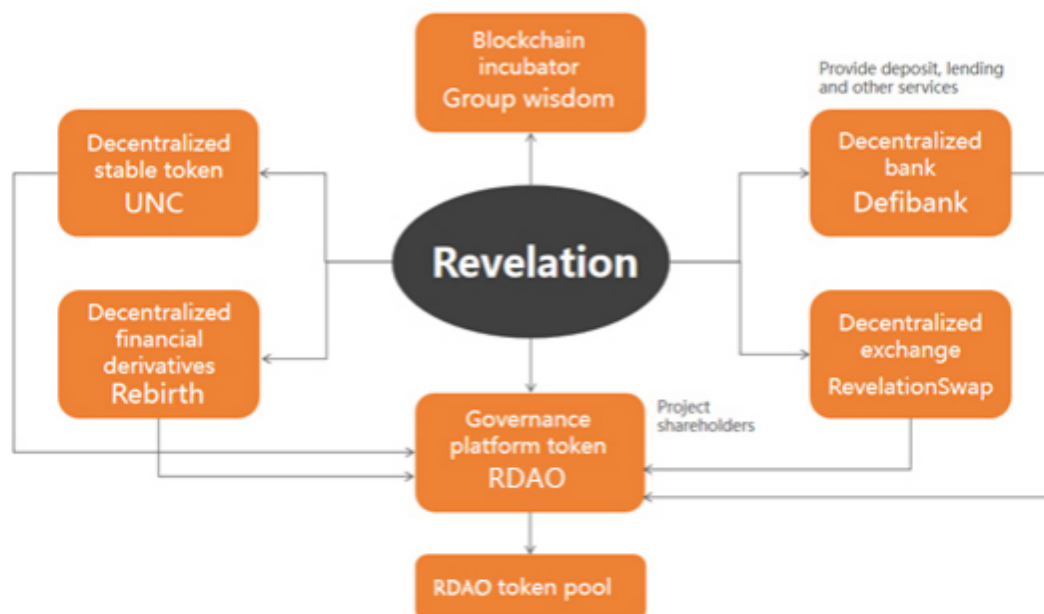 Blockchain
incubator
Group wisdom
Provide deposit, lending
and other services
Decentralized
stable token
UNC
Decentralized
bank
Defibank
Revelation
Decentralized
financial
derivatives
Rebirth
Decentralized
exchange
RevelationSwap
Governance
platform token
RDAO
Project
shareholders
RDAO token pool